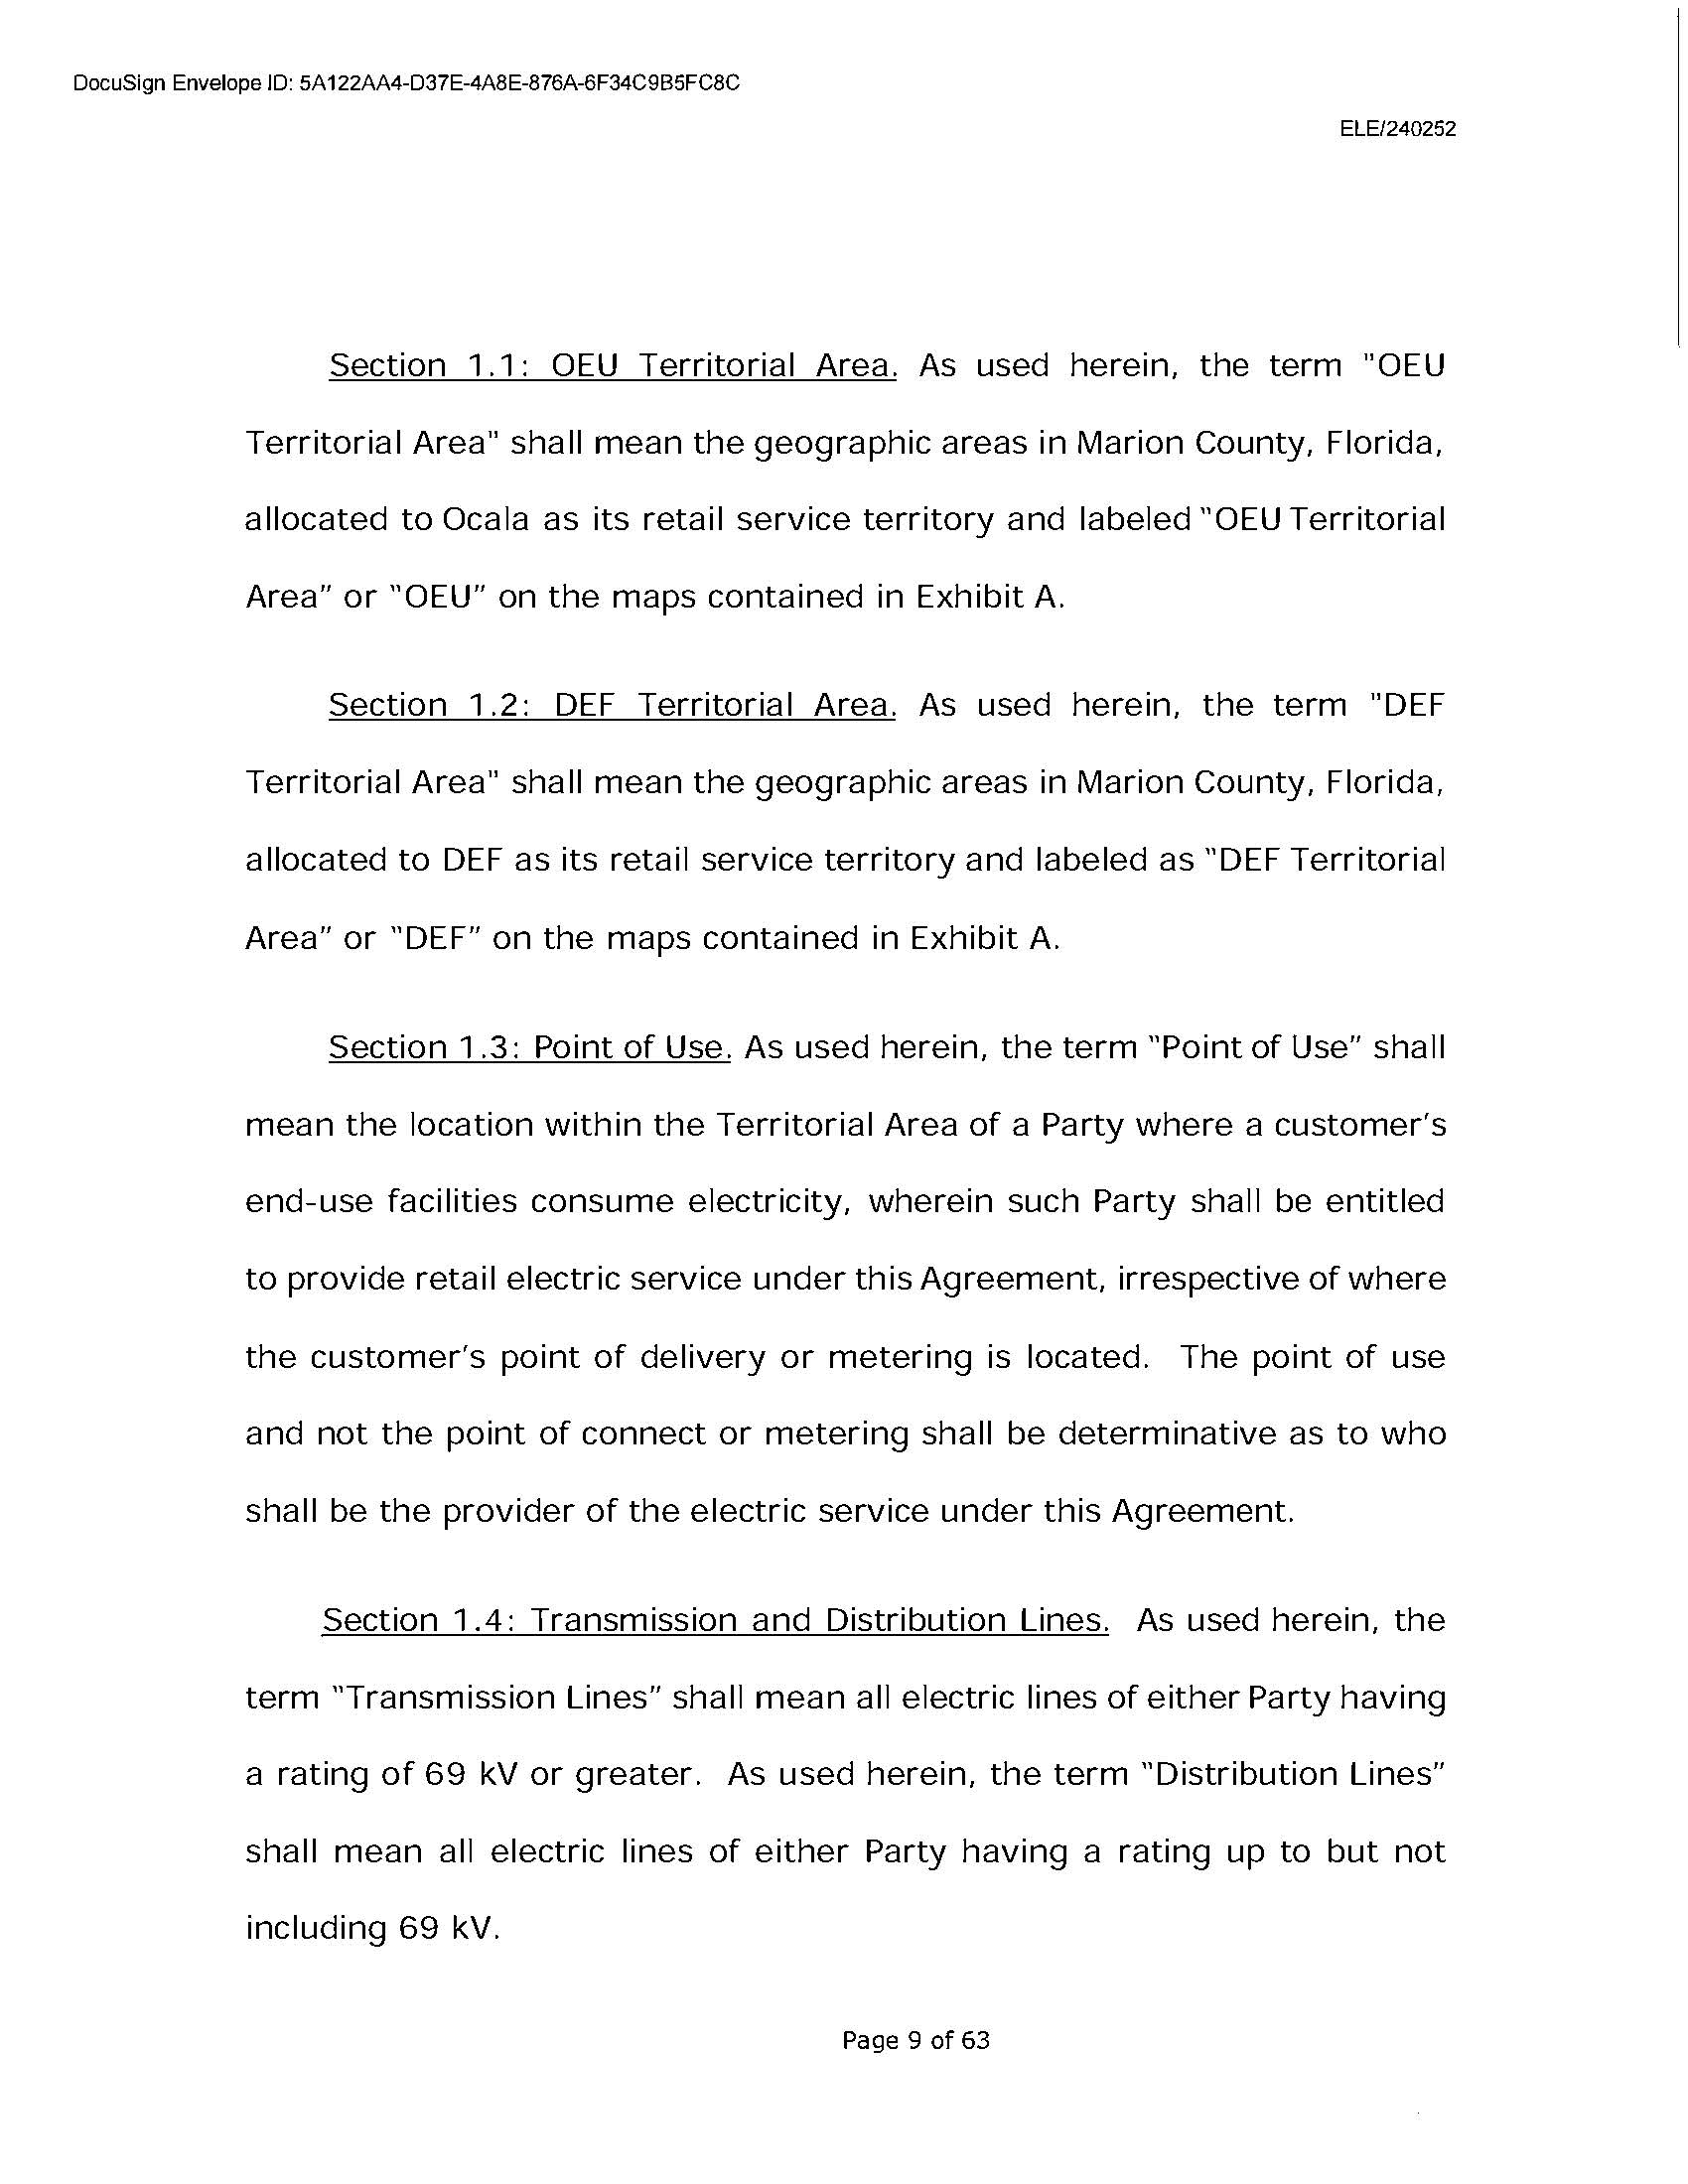 DocuSign Envelope ID: 5A122AA4-D37E-4A8E-876A-6F34C9B5FC8C
ELE/240252
Section 1.1: OEU Territorial Area. As used herein, the term "OEU
Territorial Area" shall mean the geographic areas in Marion County, Florida,
allocated to Ocala as its retail service territory and labeled "OEU Territorial
Area" or "OEU" on the maps contained in Exhibit A.
Section 1.2: DEF Territorial Area. As used herein, the term "DEF
Territorial Area" shall mean the geographic areas in Marion County, Florida,
allocated to DEF as its retail service territory and labeled as "DEF Territorial
Area" or "DEF" on the maps contained in Exhibit A.
Section 1.3: Point of Use. As used herein, the term "Point of Use" shall
mean the location within the Territorial Area of a Party where a customer's
end-use facilities consume electricity, wherein such Party shall be entitled
to provide retail electric service under this Agreement, irrespective of where
the customer's point of delivery or metering is located. The point of use
and not the point of connect or metering shall be determinative as to who
shall be the provider of the electric service under this Agreement.
Section 1.4: Transmission and Distribution Lines. As used herein, the
term "Transmission Lines" shall mean all electric lines of either Party having
a rating of 69 kV or greater. As used herein, the term "Distribution Lines"
shall mean all electric lines of either Party having a rating up to but not
including 69 kV.
Page 9 of 63